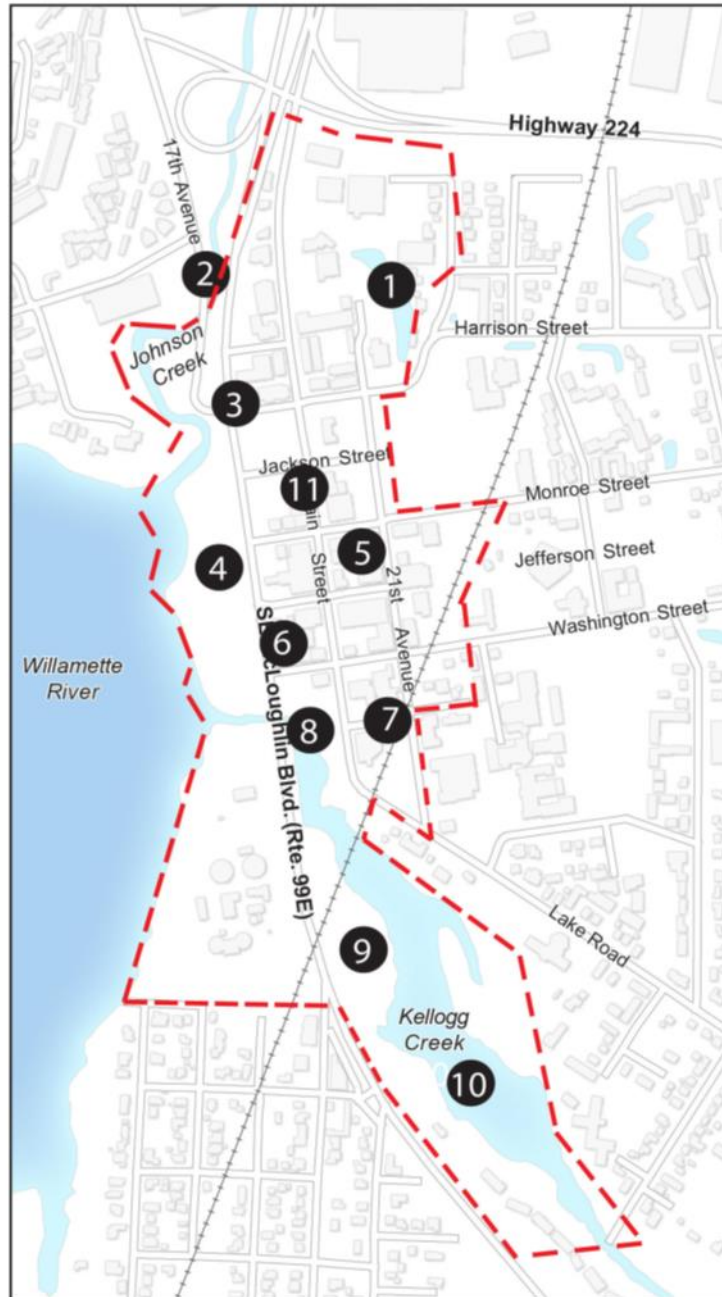 Highway 224
17th Avenue
2
1
Harrison Street
Johnson
Creek
3
Jackson Street
11
Monroe Street
5
Jefferson Street
4
Street
21st
Avenue
Washington Street
6
Willamette
River
7
8
Blvd. (Rte. 99E)
9
Lake Road
Kellogg
Creek
10